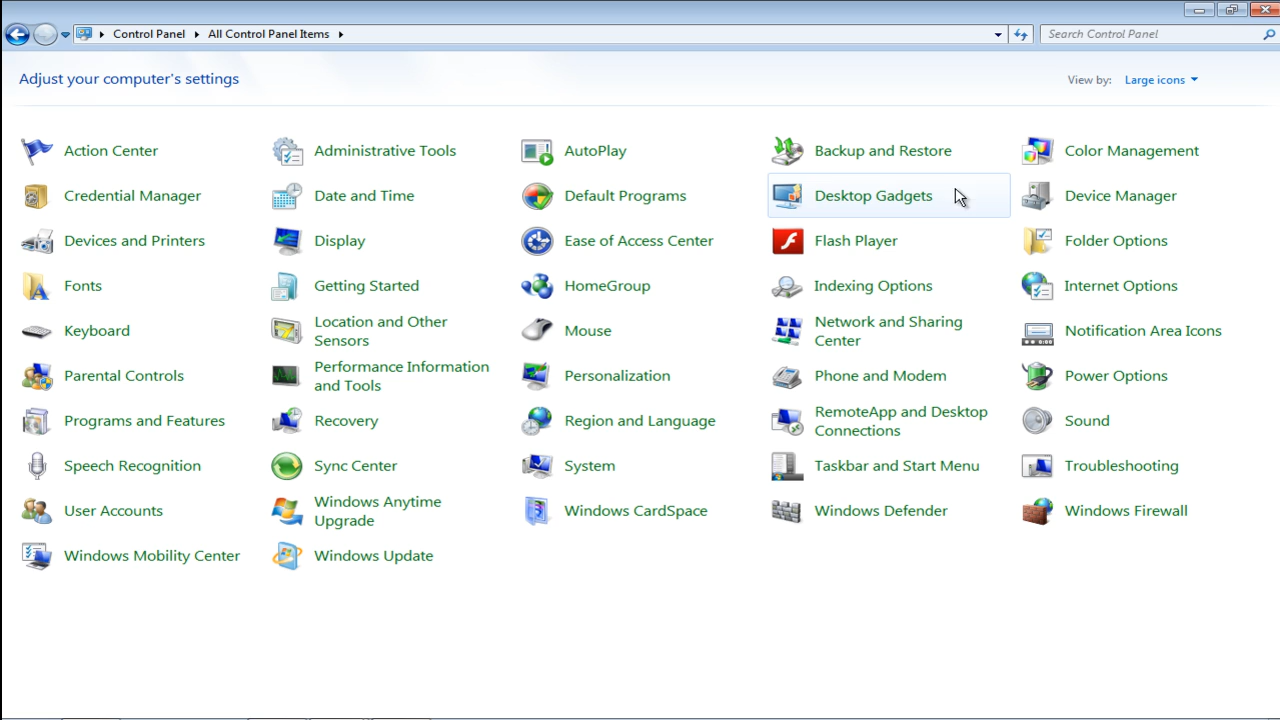 Control Panel All Control Panel Items
Search Control Panel
Adjust your computer's settings
View by: Large icons
Action Center
Administrative Tools
AutoPlay
Backup and Restore
Color Management
Credential Manager
Date and Time
Default Programs
Desktop Gadgets
Device Manager
Devices and Printers
Display
Ease of Access Center
Flash Player
Folder Options
Fonts
Getting Started
HomeGroup
Indexing Options
Internet Options
Keyboard
Location and Other
Sensors
Mouse
Network and Sharing
Center
Notification Area Icons
Parental Controls
Performance Information
and Tools
Personalization
Phone and Modem
Power Options
Programs and Features
Recovery
Region and Language
RemoteApp and Desktop
Connections
Sound
Speech Recognition
Sync Center
System
Taskbar and Start Menu
Troubleshooting
User Accounts
Windows Anytime
Upgrade
Windows CardSpace
Windows Defender
Windows Firewall
Windows Mobility Center
Windows Update